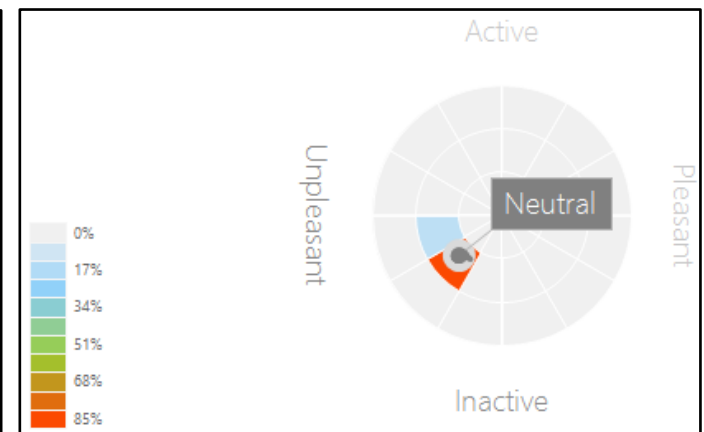 Active
Unpleasant
Pleasant
Neutral
0%
17%
34%
51%
68%
85%
Inactive